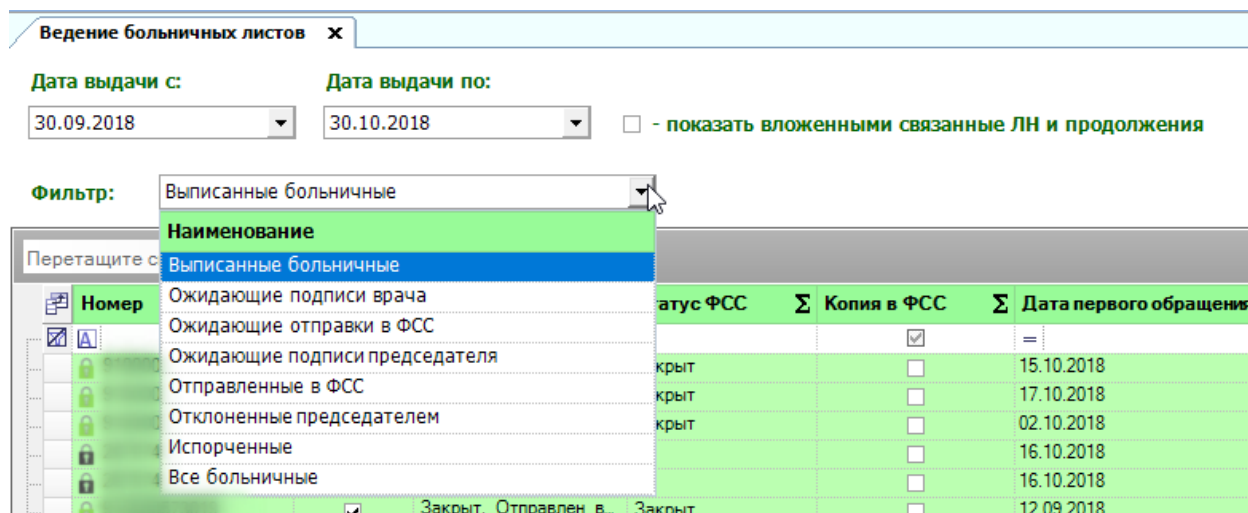 Ведение больничных листов X
Дата выдачи с: Дата выдачи по:
30.09.2018 30.10.2018 - показать вложенными связанные ЛН и продолжения
Фильтр: Выписанные больничные
Наименование
Перетащите с
Выписанные больничные
Ожидающие подписи врача
Ожидающие отправки в ФСС
Ожидающие подписи председателя
Отправленные в ФСС
Отклоненные председателем
Испорченные
Все больничные
Номер атус ФСС Σ Копия в ФСС Σ Дата первого обращения
A =
крыт 15.10.2018
крыт 17.10.2018
крыт 02.10.2018
16.10.2018
16.10.2018
Закрыт, Отправлен в... Закрыт 12.09.2018